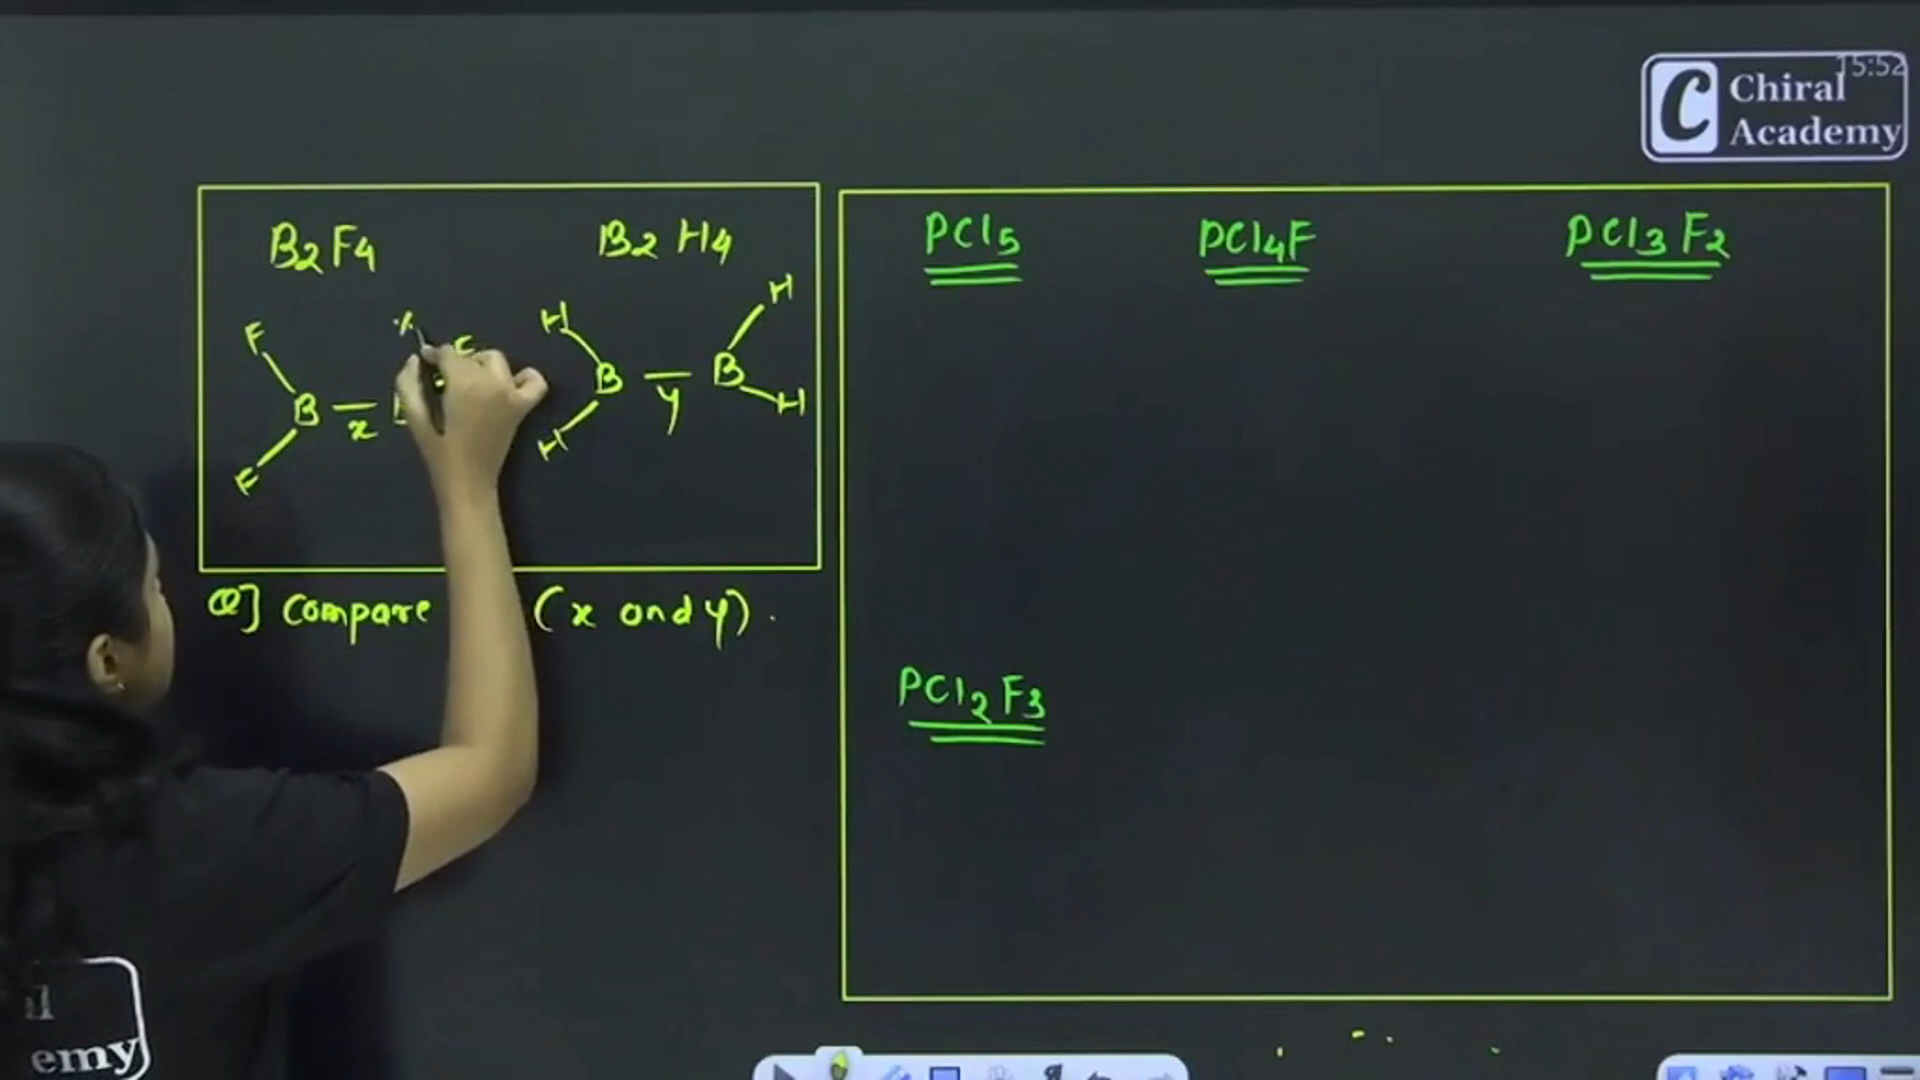 15:52
C Chiral Academy
B2F4 B2H4
F
B x
F
H H
B y B
H H
Q] Compare (x and y).
PCl5 PCl4F PCl3F2
PCl2F3
emy